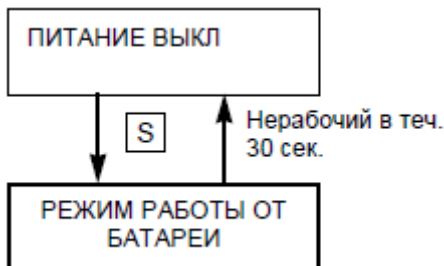 ПИТАНИЕ ВЫКЛ
S
Нерабочий в теч.
30 сек.
РЕЖИМ РАБОТЫ ОТ
БАТАРЕИ